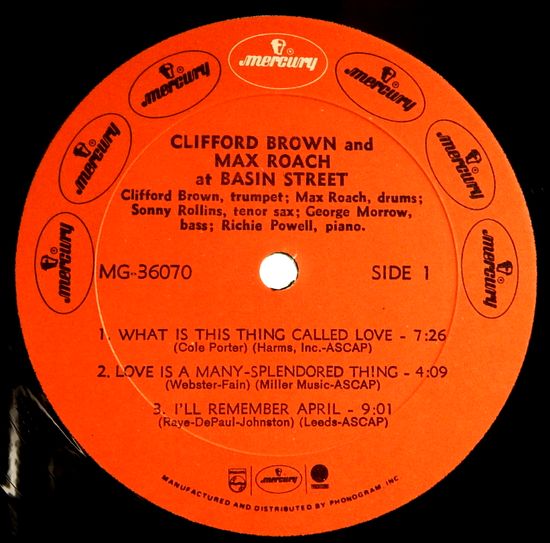 mercury
mercury
mercury
mercury
mercury
mercury
mercury
CLIFFORD BROWN and
MAX ROACH
at BASIN STREET
Clifford Brown, trumpet; Max Roach, drums;
Sonny Rollins, tenor sax; George Morrow,
bass; Richie Powell, piano.
MG-36070 SIDE 1
1. WHAT IS THIS THING CALLED LOVE - 7:26
(Cole Porter) (Harms, Inc.-ASCAP)
2. LOVE IS A MANY-SPLENDORED THING - 4:09
(Webster-Fain) (Miller Music-ASCAP)
3. I'LL REMEMBER APRIL - 9:01
(Raye-DePaul-Johnston) (Leeds-ASCAP)
mercury
MANUFACTURED AND DISTRIBUTED BY PHONOGRAM, INC.